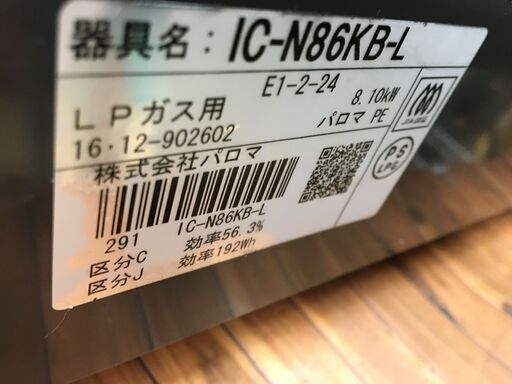 器具名：IC-N86KB-L
E1-2-24
LPガス用 8.10kW
16・12-902602 パロマ PE
株式会社パロマ
PS
LPG
291 IC-N86KB-L
区分C 効率56.3%
区分J 効率192Wh